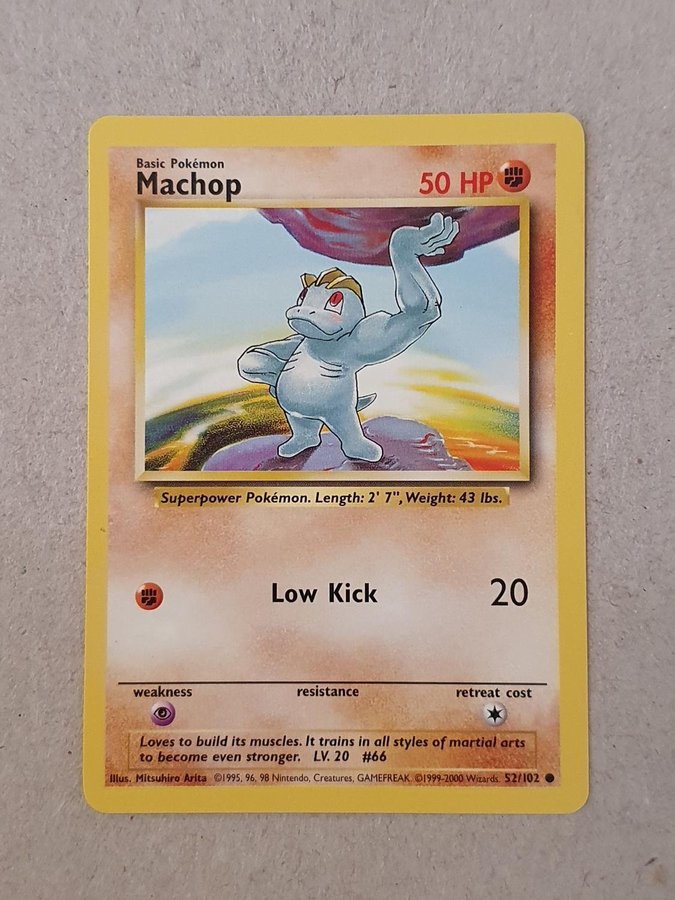 Basic Pokémon
Machop
50 HP
Superpower Pokémon. Length: 2' 7", Weight: 43 lbs.
Low Kick 20
weakness resistance retreat cost
Loves to build its muscles. It trains in all styles of martial arts
to become even stronger. LV. 20 #66
Illus. Mitsuhiro Arita ©1995, 96, 98 Nintendo, Creatures, GAMEFREAK. ©1999-2000 Wizards. 52/102